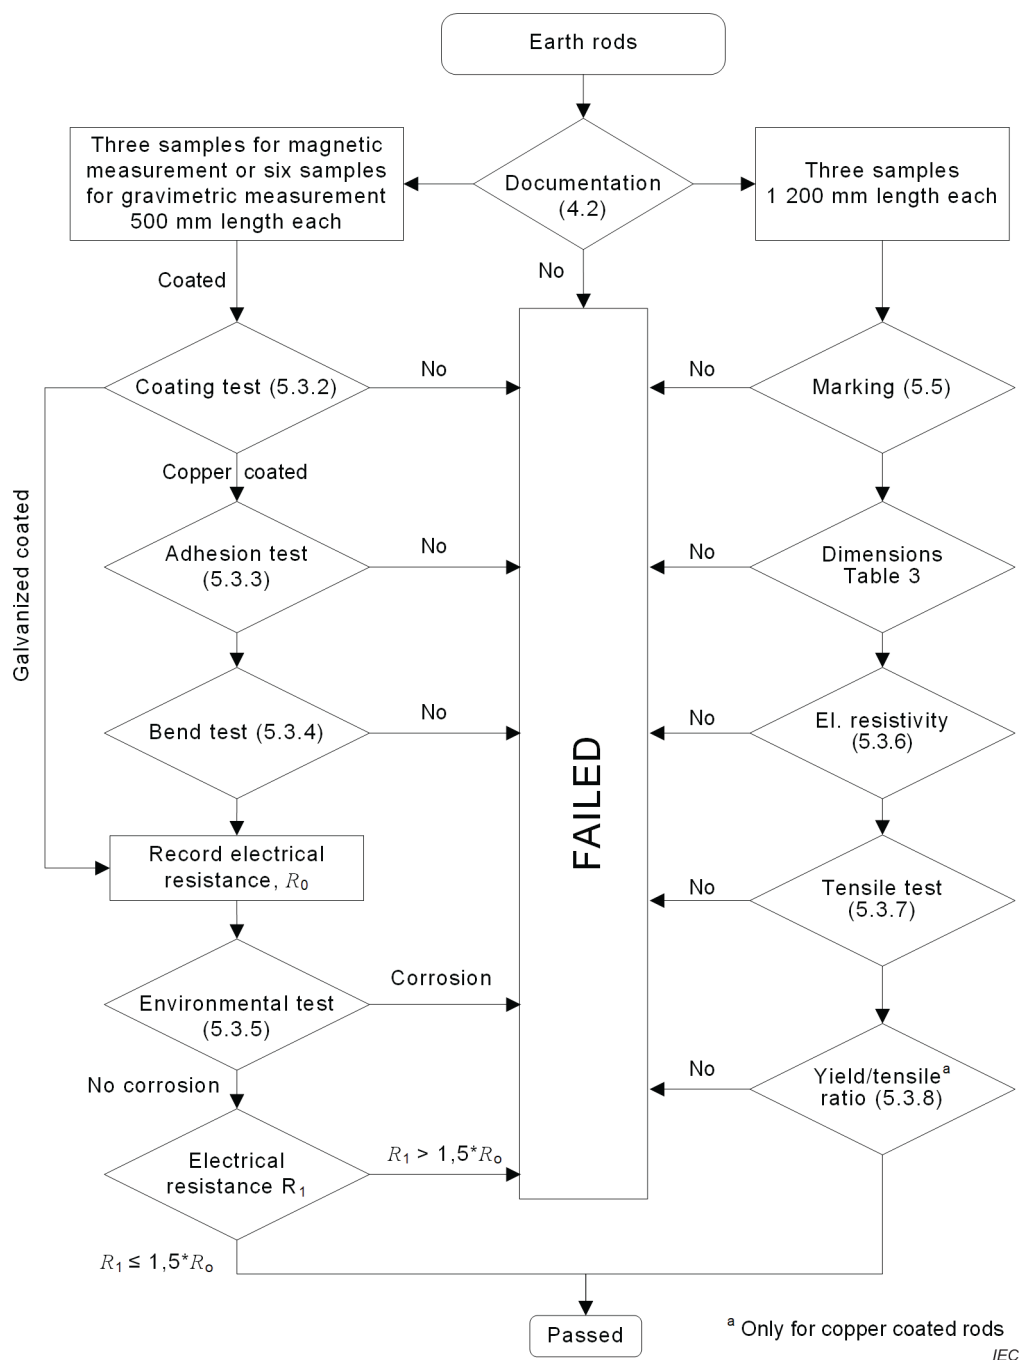 Earth rods
Three samples for magnetic
measurement or six samples
for gravimetric measurement
500 mm length each
Documentation
(4.2)
Three samples
1 200 mm length each
Coated
No
Coating test (5.3.2)
No
No
Marking (5.5)
Copper coated
Galvanized coated
Adhesion test
(5.3.3)
No
No
Dimensions
Table 3
Bend test (5.3.4)
No
No
El. resistivity
(5.3.6)
FAILED
Record electrical
resistance, R₀
No
Tensile test
(5.3.7)
Environmental test
(5.3.5)
Corrosion
No corrosion
No
Yield/tensileᵃ
ratio (5.3.8)
Electrical
resistance R₁
R₁ > 1,5*Rₒ
R₁ ≤ 1,5*Rₒ
Passed
ᵃ Only for copper coated rods
IEC